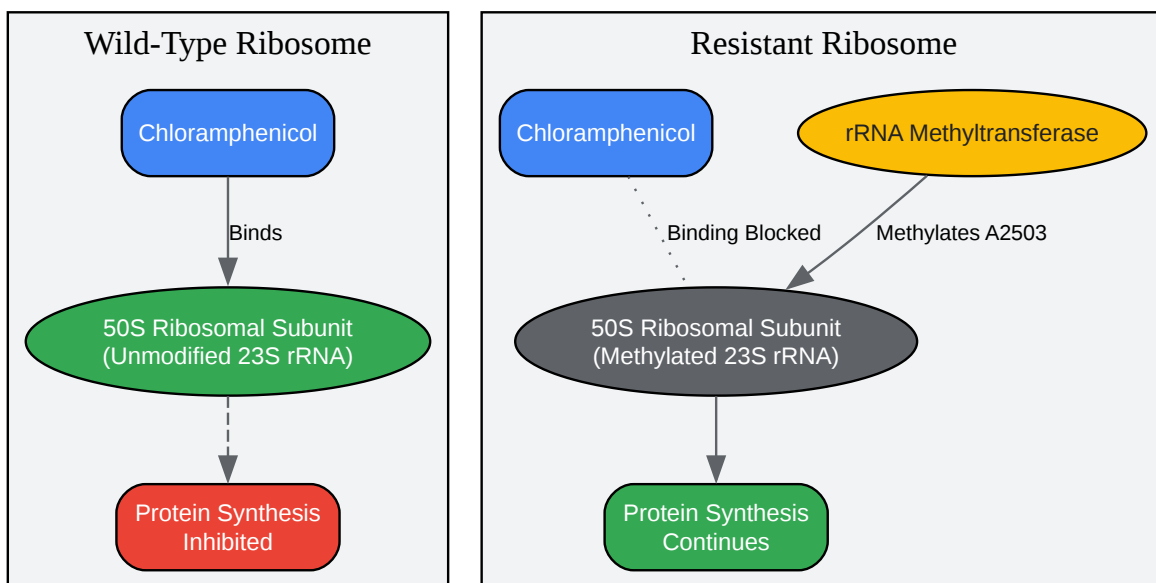 Wild-Type Ribosome
Chloramphenicol
Binds
50S Ribosomal Subunit
(Unmodified 23S rRNA)
Protein Synthesis
Inhibited
Resistant Ribosome
Chloramphenicol
rRNA Methyltransferase
Binding Blocked
Methylates A2503
50S Ribosomal Subunit
(Methylated 23S rRNA)
Protein Synthesis
Continues